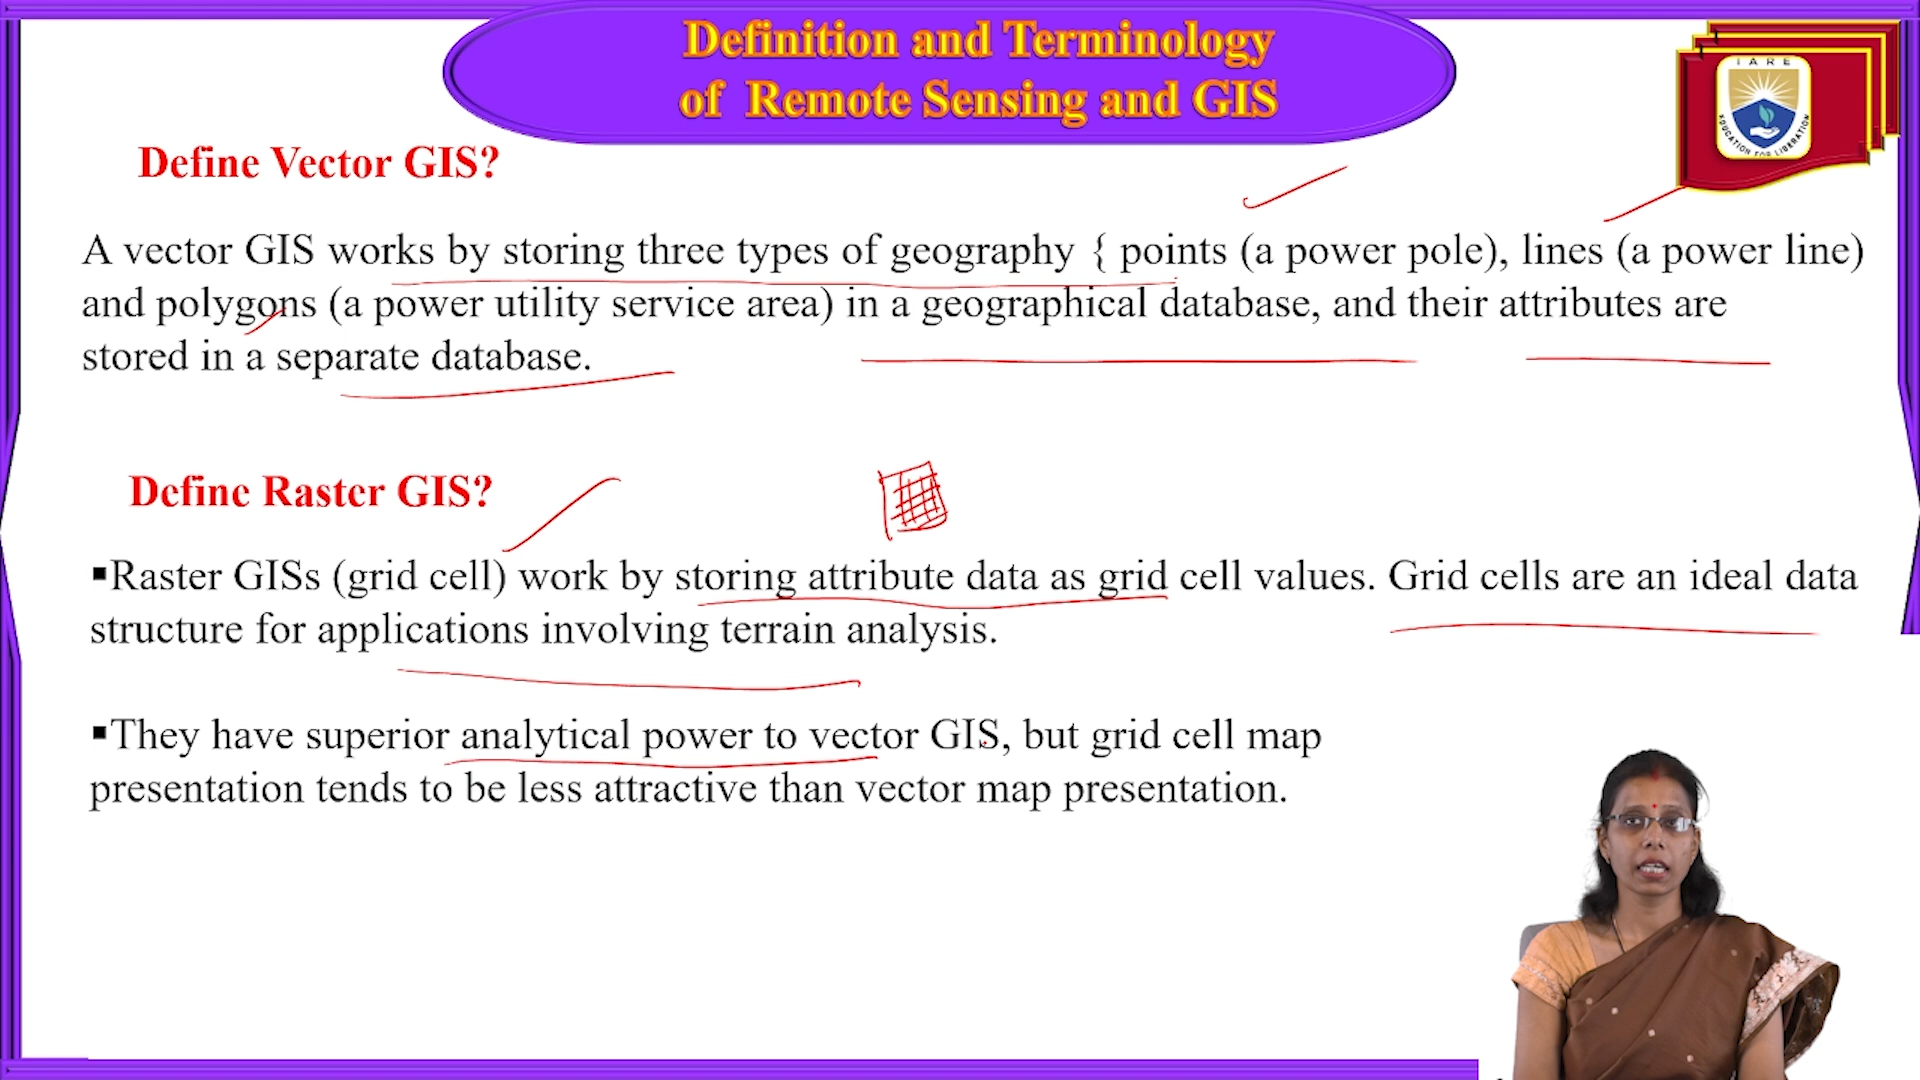 Definition and Terminology
of Remote Sensing and GIS
IARE
EDUCATION FOR LIBERATION
Define Vector GIS?
A vector GIS works by storing three types of geography { points (a power pole), lines (a power line)
and polygons (a power utility service area) in a geographical database, and their attributes are
stored in a separate database.
Define Raster GIS?
▪Raster GISs (grid cell) work by storing attribute data as grid cell values. Grid cells are an ideal data
structure for applications involving terrain analysis.
▪They have superior analytical power to vector GIS, but grid cell map
presentation tends to be less attractive than vector map presentation.